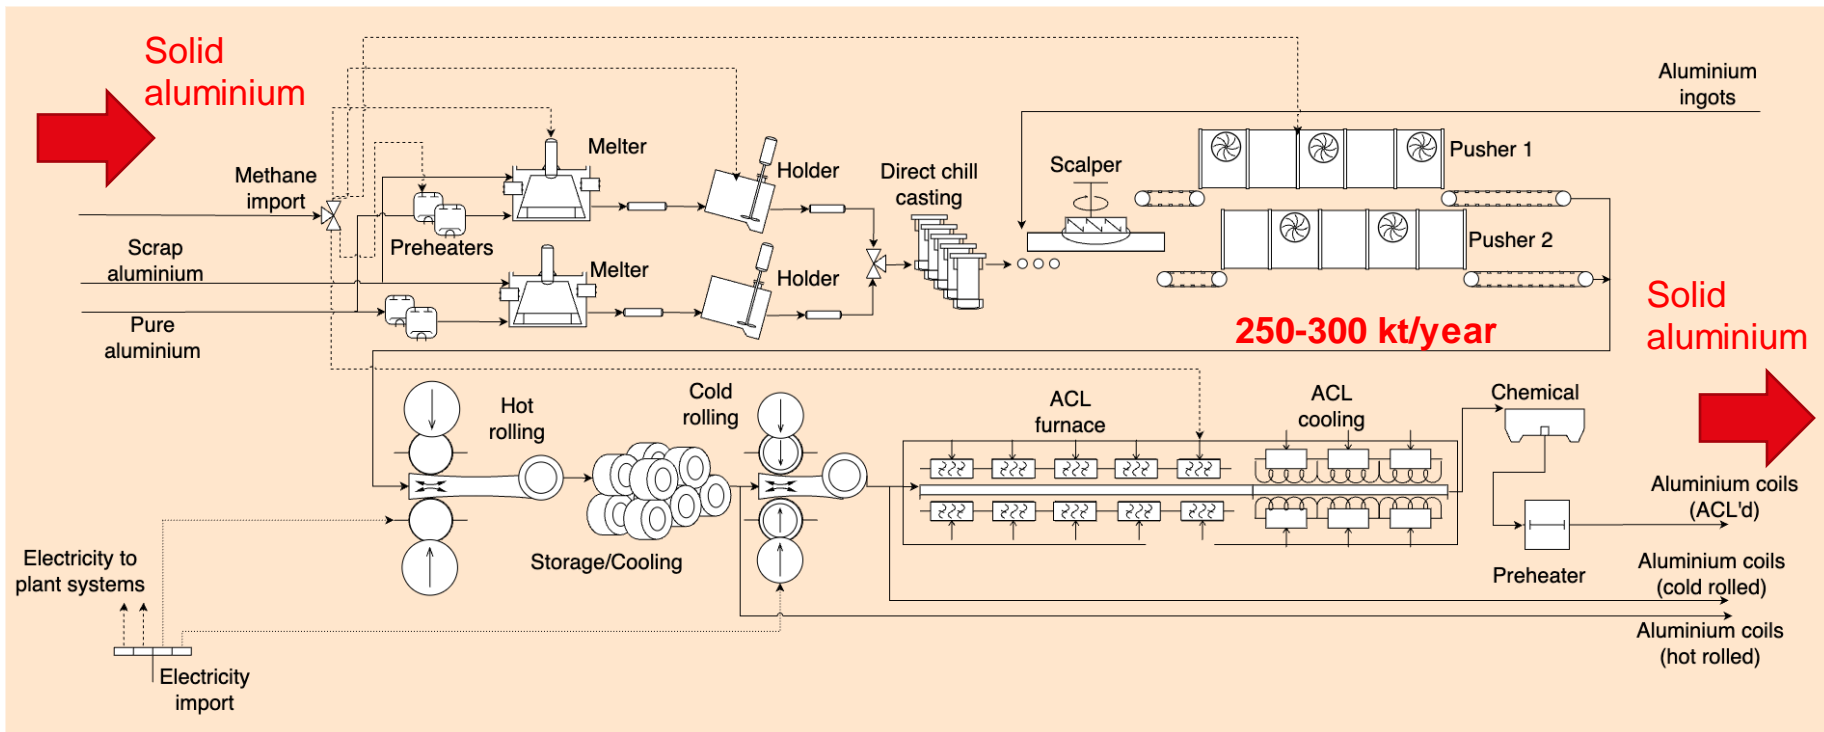 Solid
aluminium
Aluminium
ingots
Melter
Holder
Direct chill
casting
Scalper
Pusher 1
Methane
import
Preheaters
Pusher 2
Scrap
aluminium
Melter
Holder
Pure
aluminium
250-300 kt/year
Solid
aluminium
Hot
rolling
Cold
rolling
ACL
furnace
ACL
cooling
Chemical
Storage/Cooling
Preheater
Aluminium coils
(ACL'd)
Aluminium coils
(cold rolled)
Aluminium coils
(hot rolled)
Electricity to
plant systems
Electricity
import